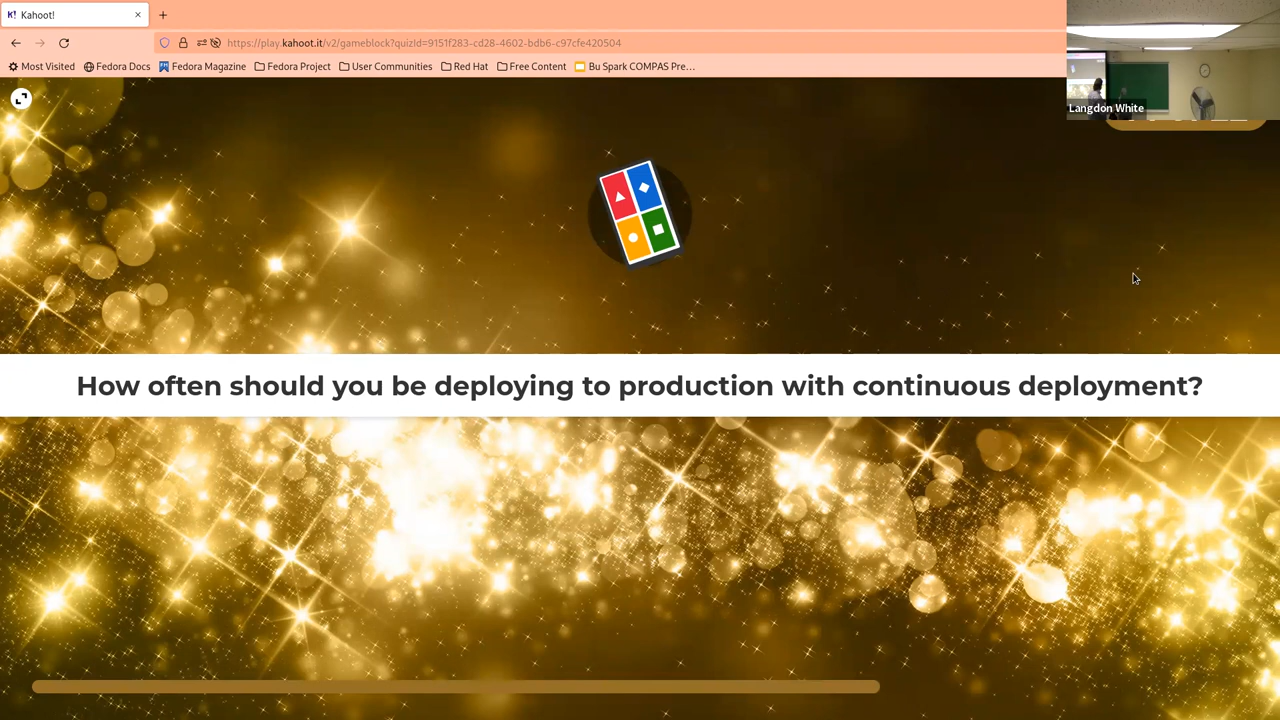 K! Kahoot!
https://play.kahoot.it/v2/gameblock?quizId=9151f283-cd28-4602-bdb6-c97cfe420504
Most Visited Fedora Docs Fedora Magazine Fedora Project User Communities Red Hat Free Content Bu Spark COMPAS Pre…
Langdon White
How often should you be deploying to production with continuous deployment?